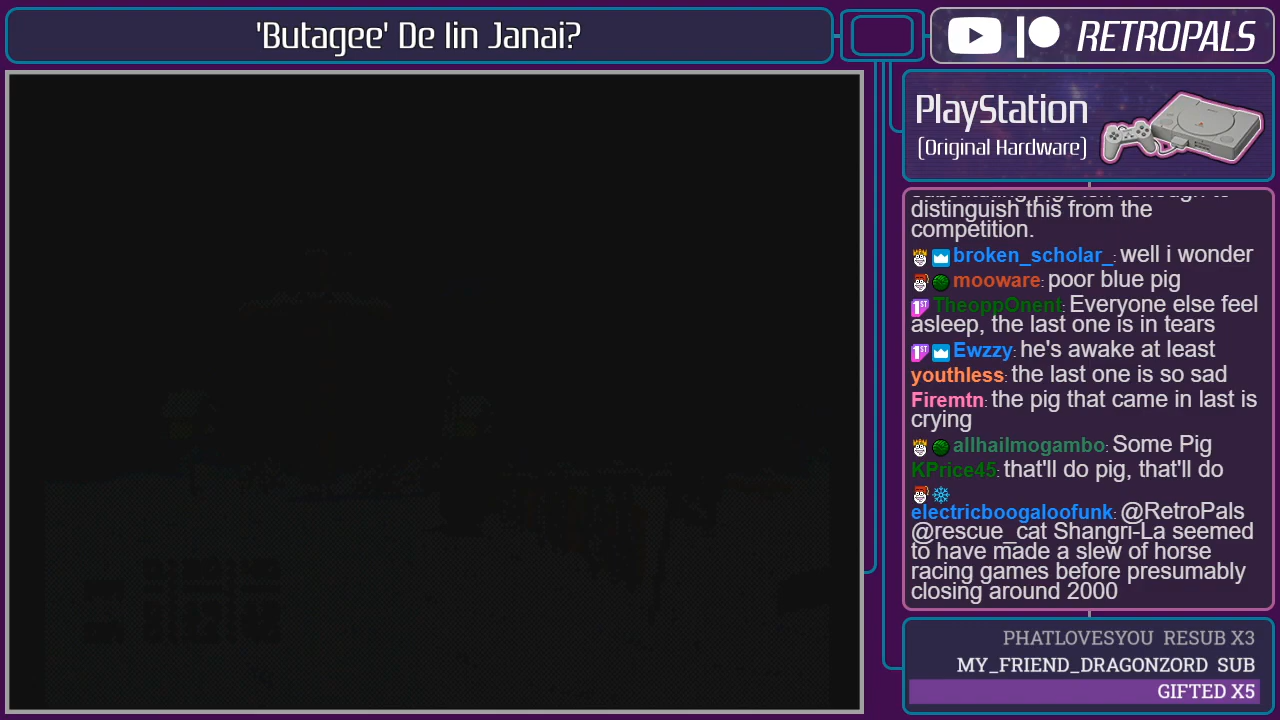 'Butagee' De Iin Janai?
RETROPALS
PlayStation
(Original Hardware)
distinguish this from the
competition.
broken_scholar_: well i wonder
mooware: poor blue pig
TheoppOnent: Everyone else feel
asleep, the last one is in tears
Ewzzy: he's awake at least
youthless: the last one is so sad
Firemtn: the pig that came in last is
crying
allhailmogambo: Some Pig
KPrice45: that'll do pig, that'll do
electricboogaloofunk: @RetroPals
@rescue_cat Shangri-La seemed
to have made a slew of horse
racing games before presumably
closing around 2000
PHATLOVESYOU RESUB X3
MY_FRIEND_DRAGONZORD SUB
GIFTED X5